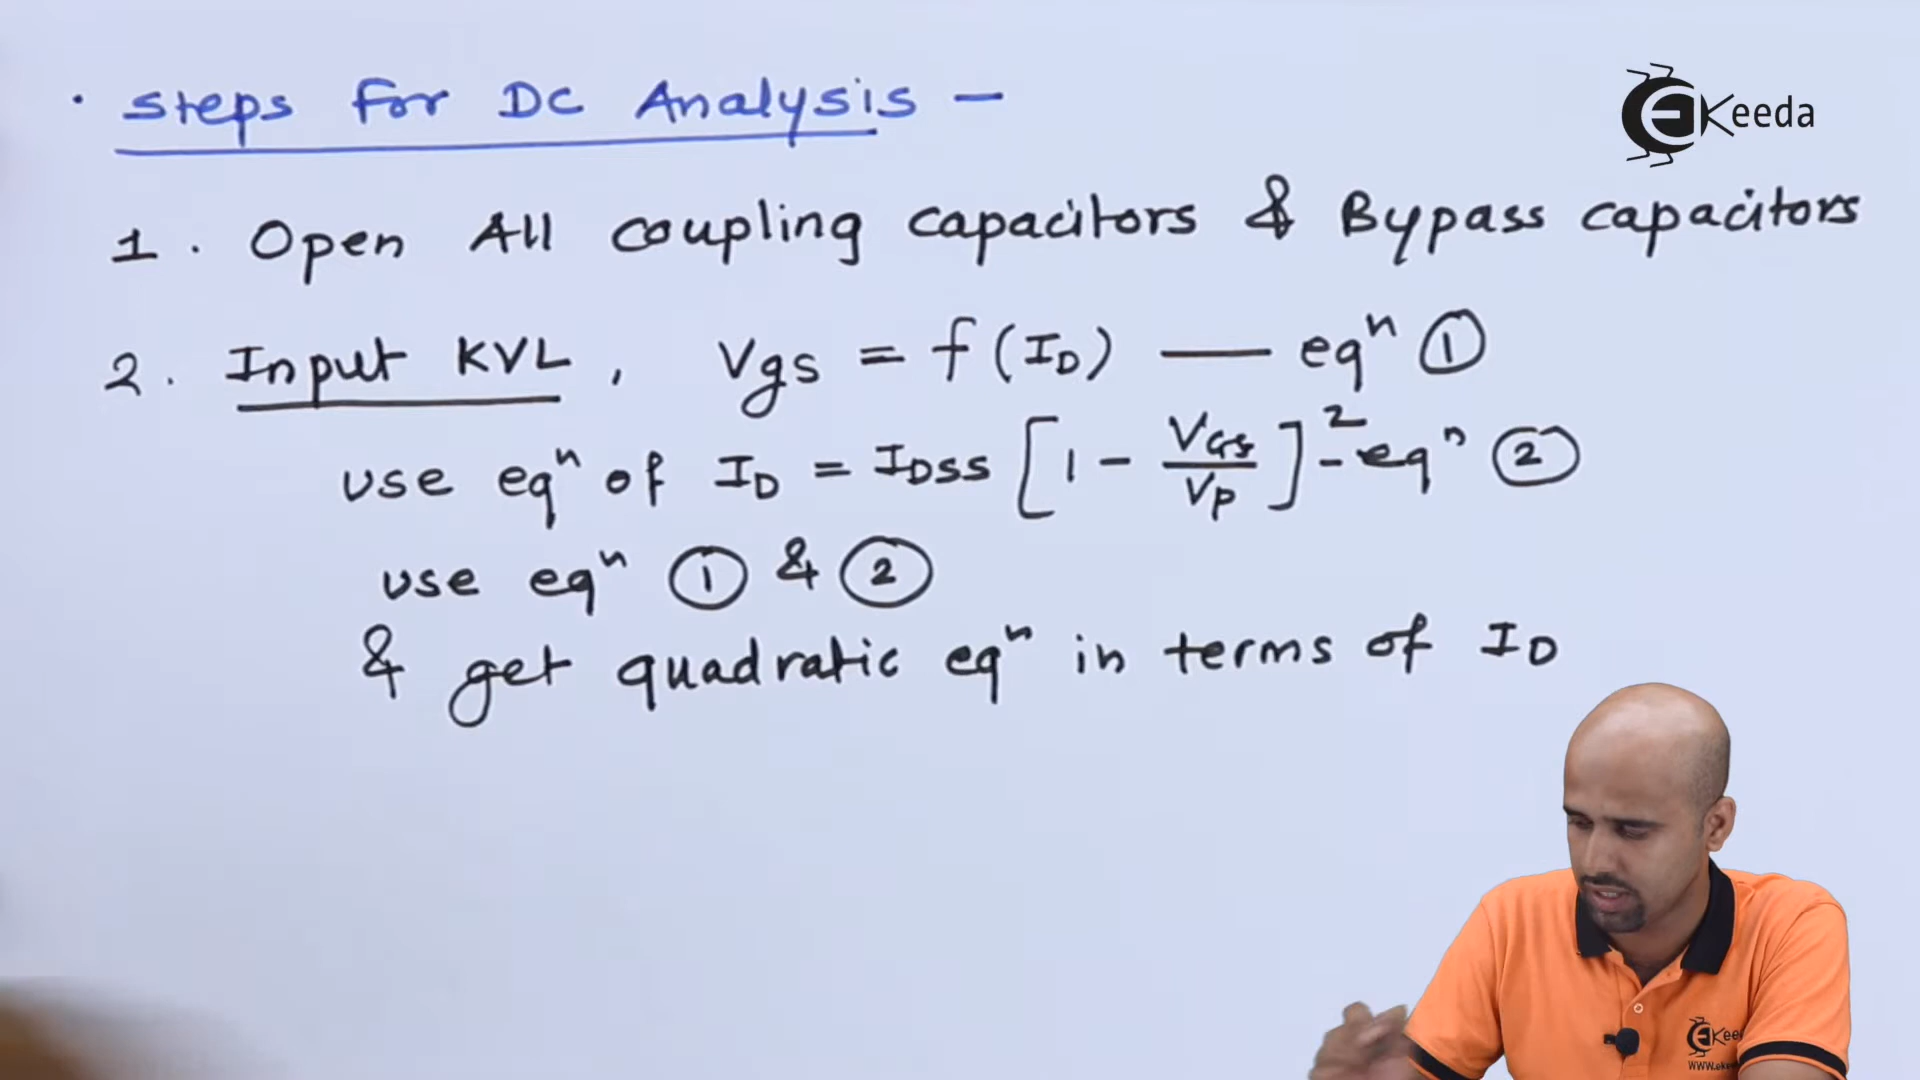 · Steps For DC Analysis –
EKeeda
1. Open All coupling capacitors & Bypass capacitors
2. Input KVL, Vgs = f(ID) — eqⁿ ①
use eqⁿ of ID = IDSS [1 - VGS/VP]² - eqⁿ ②
use eqⁿ ① & ②
& get quadratic eqⁿ in terms of ID